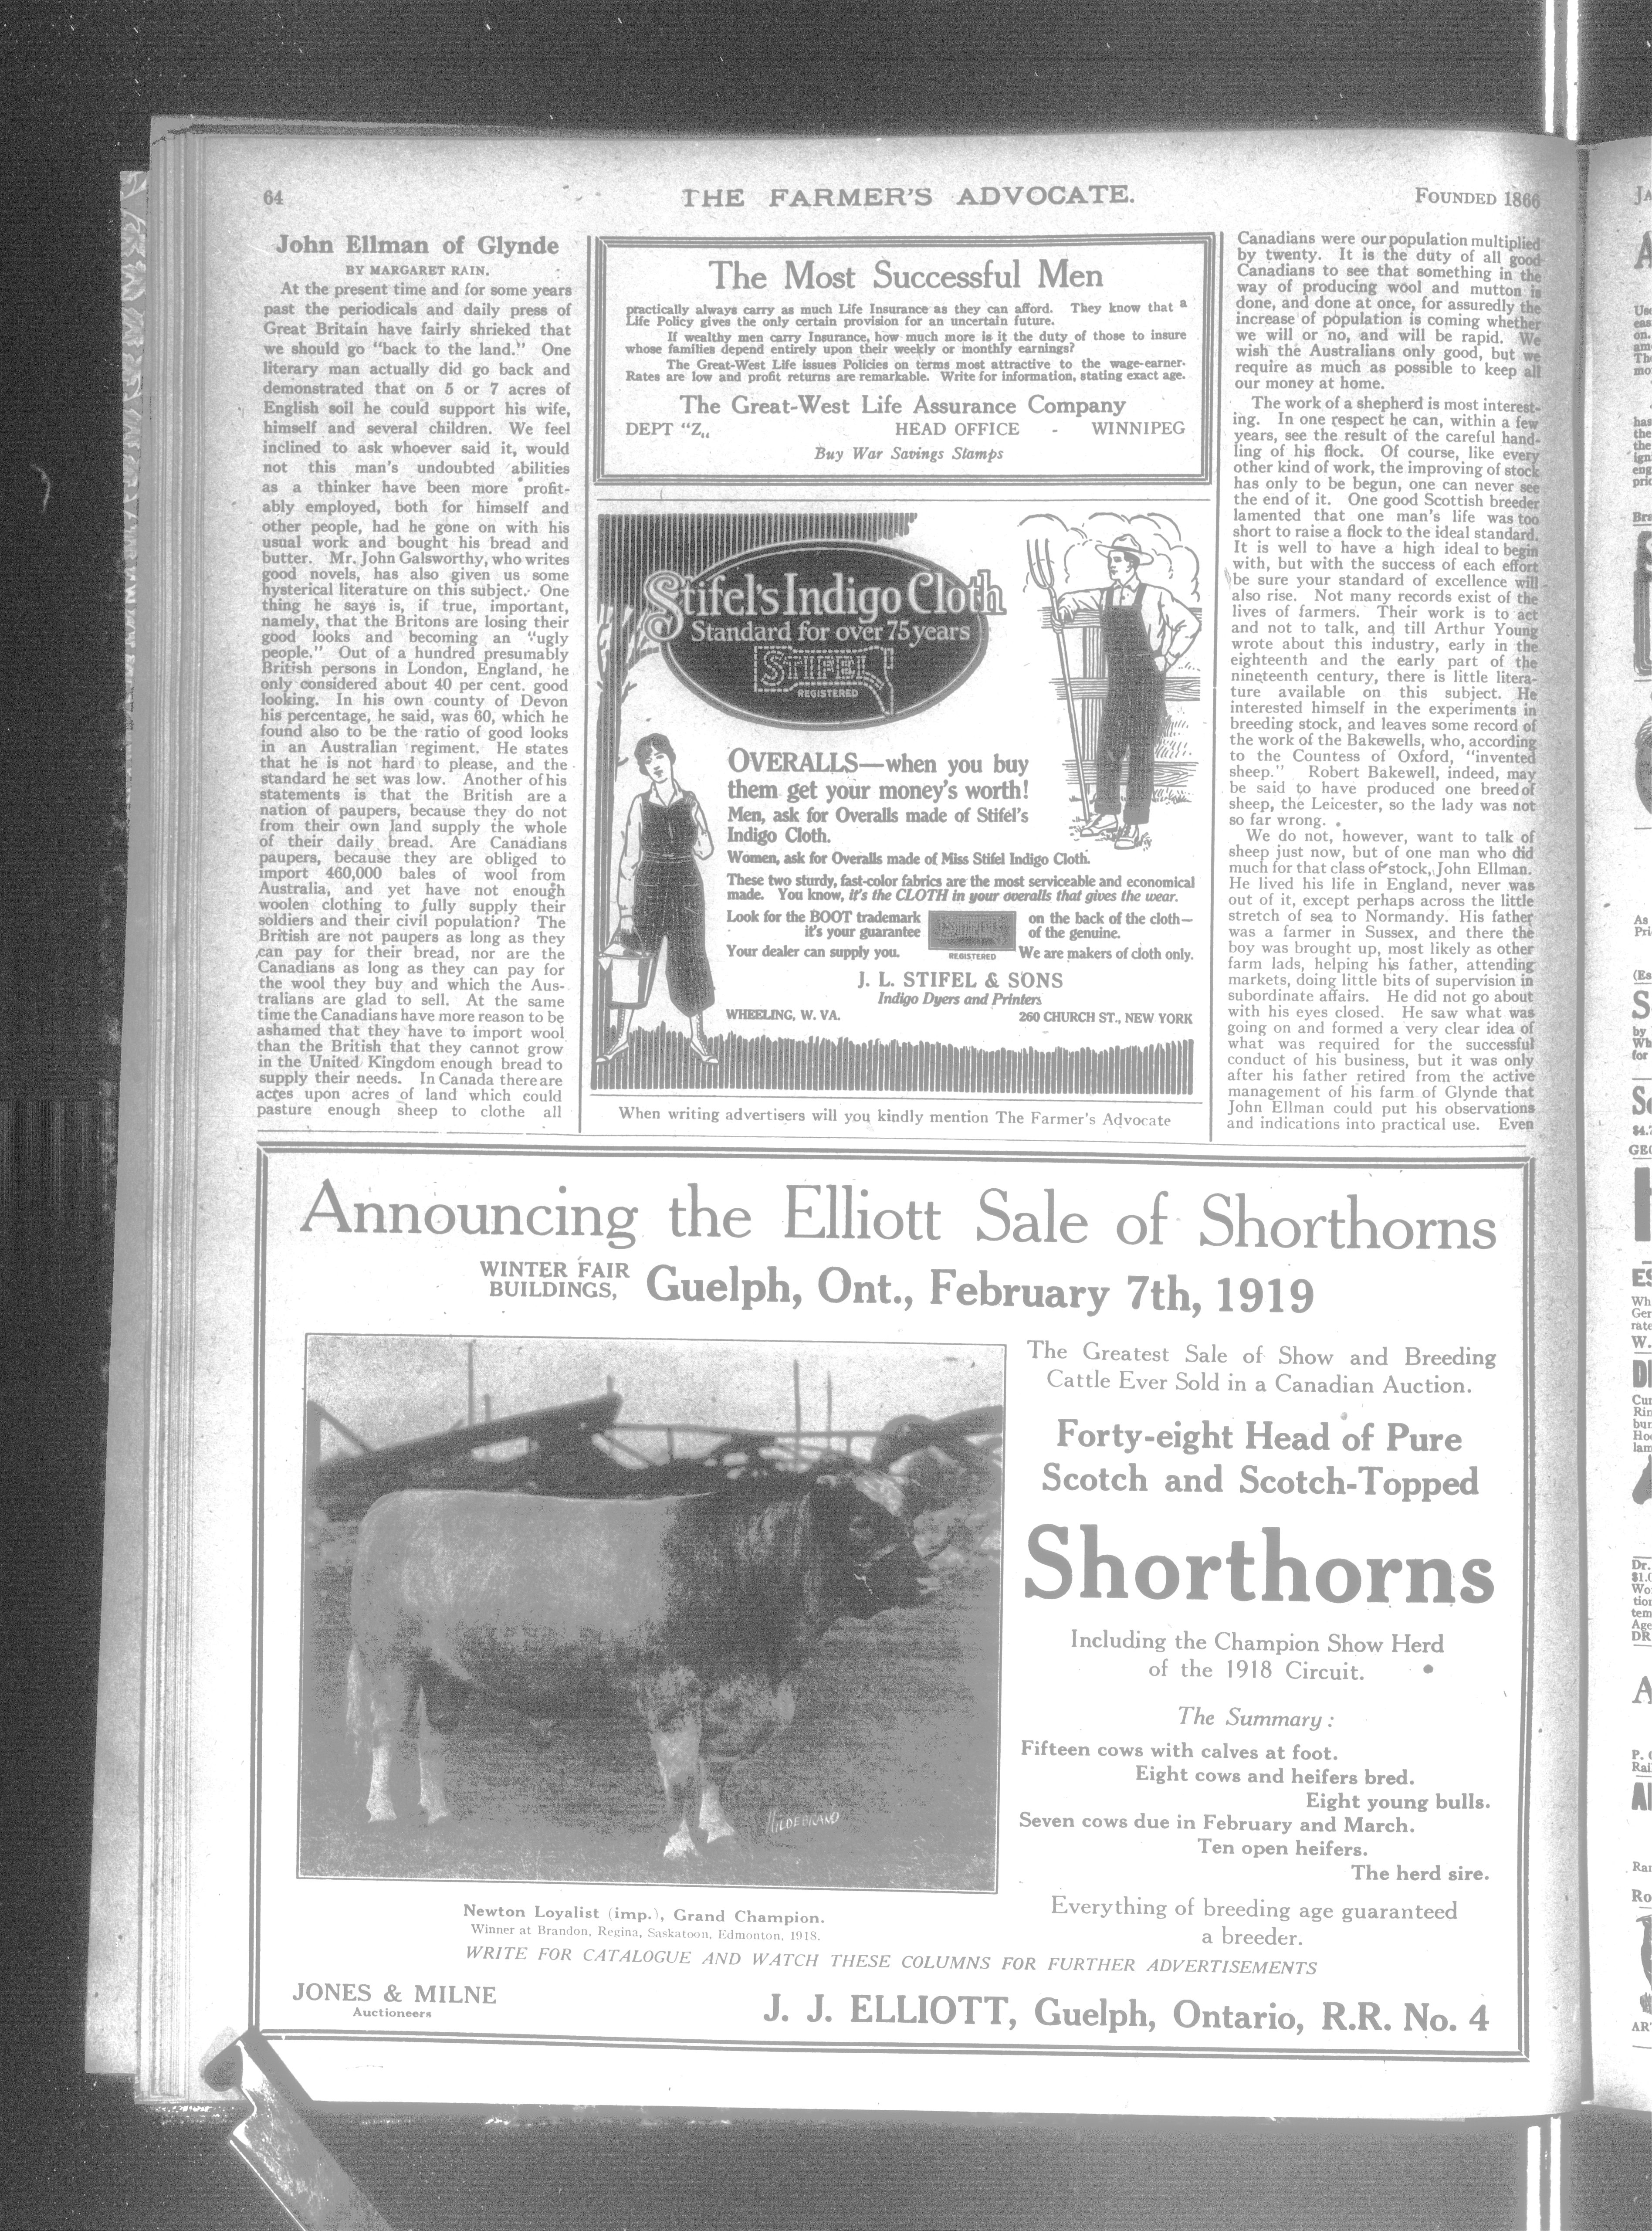 64
THE FARMER'S ADVOCATE.
FOUNDED 1866
John Ellman of Glynde
BY MARGARET RAIN.
At the present time and for some years
past the periodicals and daily press of
Great Britain have fairly shrieked that
we should go "back to the land." One
literary man actually did go back and
demonstrated that on 5 or 7 acres of
English soil he could support his wife,
himself and several children. We feel
inclined to ask whoever said it, would
not this man's undoubted abilities
as a thinker have been more profit-
ably employed, both for himself and
other people, had he gone on with his
usual work and bought his bread and
butter. Mr. John Galsworthy, who writes
good novels, has also given us some
hysterical literature on this subject. One
thing he says is, if true, important,
namely, that the Britons are losing their
good looks and becoming an "ugly
people." Out of a hundred presumably
British persons in London, England, he
only considered about 40 per cent. good
looking. In his own county of Devon
his percentage, he said, was 60, which he
found also to be the ratio of good looks
in an Australian regiment. He states
that he is not hard to please, and the
standard he set was low. Another of his
statements is that the British are a
nation of paupers, because they do not
from their own land supply the whole
of their daily bread. Are Canadians
paupers, because they are obliged to
import 460,000 bales of wool from
Australia, and yet have not enough
woolen clothing to fully supply their
soldiers and their civil population? The
British are not paupers as long as they
can pay for their bread, nor are the
Canadians as long as they can pay for
the wool they buy and which the Aus-
tralians are glad to sell. At the same
time the Canadians have more reason to be
ashamed that they have to import wool
than the British that they cannot grow
in the United Kingdom enough bread to
supply their needs. In Canada there are
acres upon acres of land which could
pasture enough sheep to clothe all
The Most Successful Men
practically always carry as much Life Insurance as they can afford. They know that a
Life Policy gives the only certain provision for an uncertain future.
If wealthy men carry Insurance, how much more is it the duty of those to insure
whose families depend entirely upon their weekly or monthly earnings?
The Great-West Life issues Policies on terms most attractive to the wage-earner.
Rates are low and profit returns are remarkable. Write for information, stating exact age.
The Great-West Life Assurance Company
DEPT "Z„ HEAD OFFICE - WINNIPEG
Buy War Savings Stamps
Stifel's Indigo Cloth
Standard for over 75 years
STIFEL
REGISTERED
OVERALLS—when you buy
them get your money's worth!
Men, ask for Overalls made of Stifel's
Indigo Cloth.
Women, ask for Overalls made of Miss Stifel Indigo Cloth.
These two sturdy, fast-color fabrics are the most serviceable and economical
made. You know, it's the CLOTH in your overalls that gives the wear.
Look for the BOOT trademark
it's your guarantee
STIFEL
REGISTERED
on the back of the cloth—
of the genuine.
Your dealer can supply you.
We are makers of cloth only.
J. L. STIFEL & SONS
Indigo Dyers and Printers
WHEELING, W. VA. 260 CHURCH ST., NEW YORK
When writing advertisers will you kindly mention The Farmer's Advocate
Canadians were our population multiplied
by twenty. It is the duty of all good
Canadians to see that something in the
way of producing wool and mutton is
done, and done at once, for assuredly the
increase of population is coming whether
we will or no, and will be rapid. We
wish the Australians only good, but we
require as much as possible to keep all
our money at home.
The work of a shepherd is most interest-
ing. In one respect he can, within a few
years, see the result of the careful hand-
ling of his flock. Of course, like every
other kind of work, the improving of stock
has only to be begun, one can never see
the end of it. One good Scottish breeder
lamented that one man's life was too
short to raise a flock to the ideal standard.
It is well to have a high ideal to begin
with, but with the success of each effort
be sure your standard of excellence will
also rise. Not many records exist of the
lives of farmers. Their work is to act
and not to talk, and till Arthur Young
wrote about this industry, early in the
eighteenth and the early part of the
nineteenth century, there is little litera-
ture available on this subject. He
interested himself in the experiments in
breeding stock, and leaves some record of
the work of the Bakewells, who, according
to the Countess of Oxford, "invented
sheep." Robert Bakewell, indeed, may
be said to have produced one breed of
sheep, the Leicester, so the lady was not
so far wrong.
We do not, however, want to talk of
sheep just now, but of one man who did
much for that class of stock, John Ellman.
He lived his life in England, never was
out of it, except perhaps across the little
stretch of sea to Normandy. His father
was a farmer in Sussex, and there the
boy was brought up, most likely as other
farm lads, helping his father, attending
markets, doing little bits of supervision in
subordinate affairs. He did not go about
with his eyes closed. He saw what was
going on and formed a very clear idea of
what was required for the successful
conduct of his business, but it was only
after his father retired from the active
management of his farm of Glynde that
John Ellman could put his observations
and indications into practical use. Even
Announcing the Elliott Sale of Shorthorns
WINTER FAIR
BUILDINGS,
Guelph, Ont., February 7th, 1919
HILDEBRAND
Newton Loyalist (imp.), Grand Champion.
Winner at Brandon, Regina, Saskatoon, Edmonton, 1918.
The Greatest Sale of Show and Breeding
Cattle Ever Sold in a Canadian Auction.
Forty-eight Head of Pure
Scotch and Scotch-Topped
Shorthorns
Including the Champion Show Herd
of the 1918 Circuit.
The Summary:
Fifteen cows with calves at foot.
Eight cows and heifers bred.
Eight young bulls.
Seven cows due in February and March.
Ten open heifers.
The herd sire.
Everything of breeding age guaranteed
a breeder.
WRITE FOR CATALOGUE AND WATCH THESE COLUMNS FOR FURTHER ADVERTISEMENTS
JONES & MILNE
Auctioneers
J. J. ELLIOTT, Guelph, Ontario, R.R. No. 4